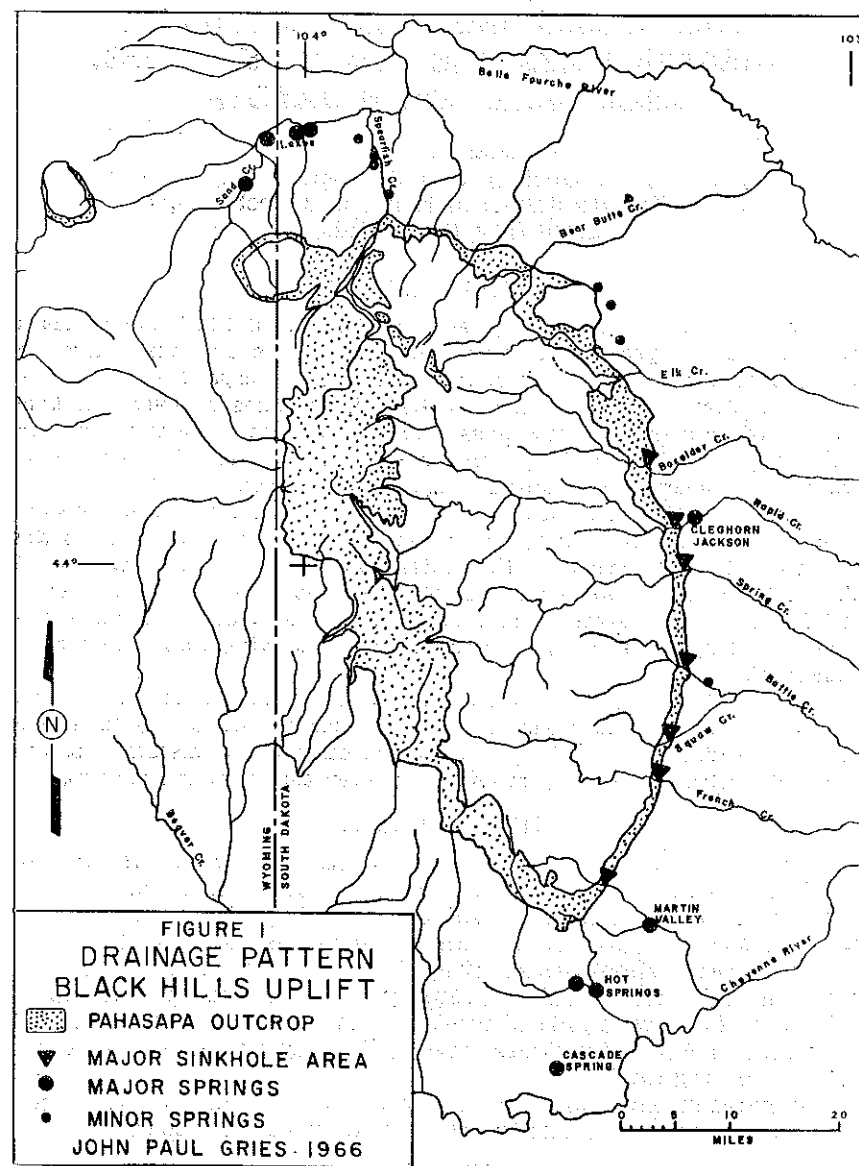 104°
103
Belle Fourche River
Spearfish Cr.
Sand Cr.
Bear Butte Cr.
Elk Cr.
Boxelder Cr.
Rapid Cr.
CLEGHORN
JACKSON
44°
Spring Cr.
Battle Cr.
Squaw Cr.
N
French Cr.
Beaver Cr.
WYOMING
SOUTH DAKOTA
MARTIN
VALLEY
Cheyenne River
HOT
SPRINGS
CASCADE
SPRING
FIGURE 1
DRAINAGE PATTERN
BLACK HILLS UPLIFT
PAHASAPA OUTCROP
MAJOR SINKHOLE AREA
MAJOR SPRINGS
MINOR SPRINGS
JOHN PAUL GRIES 1966
0 5 10 20
MILES